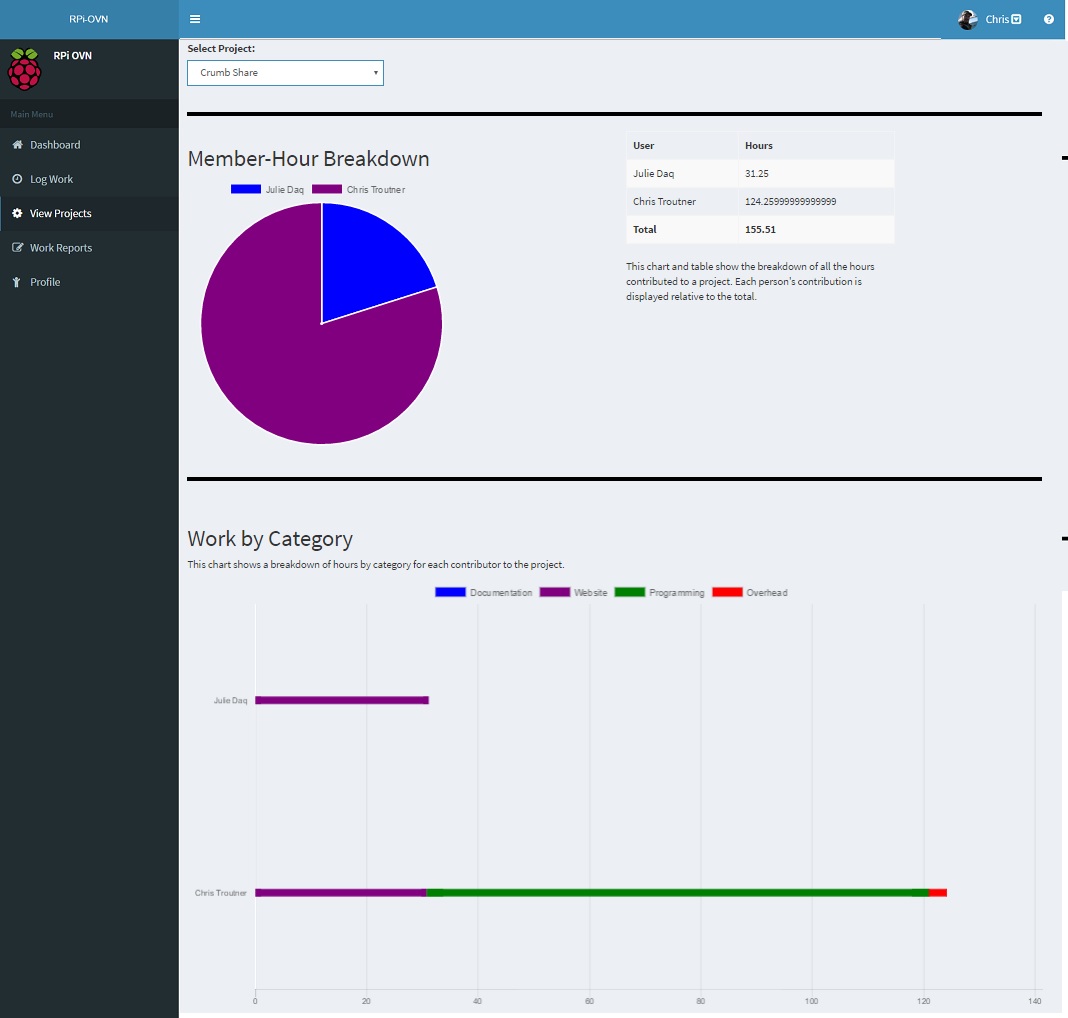 RPi-OVN
Chris
RPi OVN
Main Menu
Dashboard
Log Work
View Projects
Work Reports
Profile
Select Project:
Crumb Share
Member-Hour Breakdown
Julie Daq Chris Troutner
User Hours
Julie Daq 31.25
Chris Troutner 124.25999999999999
Total 155.51
This chart and table show the breakdown of all the hours
contributed to a project. Each person's contribution is
displayed relative to the total.
Work by Category
This chart shows a breakdown of hours by category for each contributor to the project.
Documentation Website Programming Overhead
Julie Daq
Chris Troutner
0 20 40 60 80 100 120 140